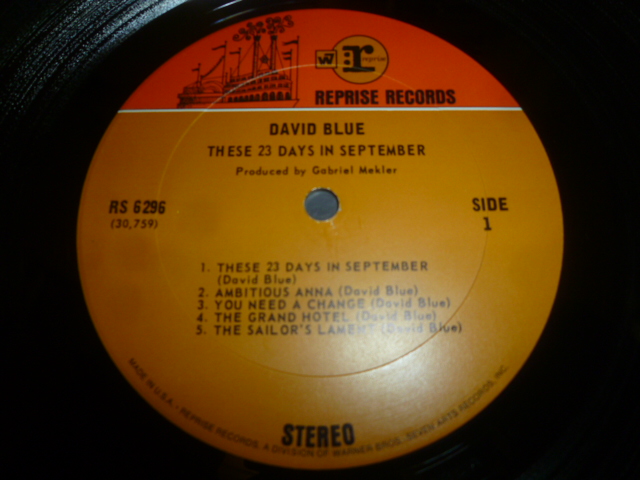 W r reprise
REPRISE RECORDS
DAVID BLUE
THESE 23 DAYS IN SEPTEMBER
Produced by Gabriel Mekler
RS 6296
(30,759)
SIDE
1
1. THESE 23 DAYS IN SEPTEMBER
(David Blue)
2. AMBITIOUS ANNA (David Blue)
3. YOU NEED A CHANGE (David Blue)
4. THE GRAND HOTEL (David Blue)
5. THE SAILOR'S LAMENT (David Blue)
STEREO
MADE IN U.S.A. - REPRISE RECORDS, A DIVISION OF WARNER BROS.-SEVEN ARTS RECORDS, INC.